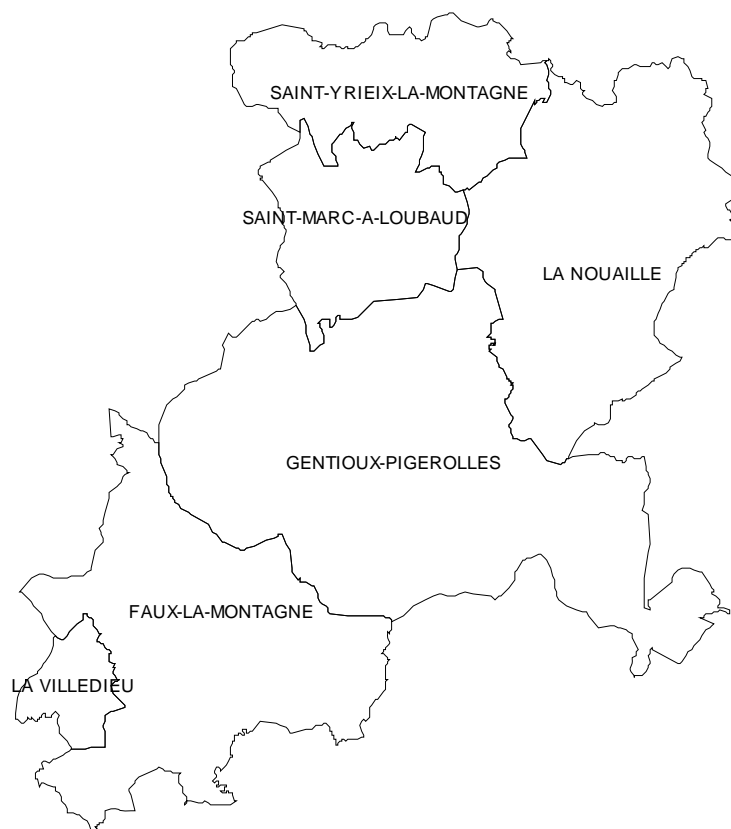 SAINT-YRIEIX-LA-MONTAGNE
SAINT-MARC-A-LOUBAUD
LA NOUAILLE
GENTIOUX-PIGEROLLES
FAUX-LA-MONTAGNE
LA VILLEDIEU